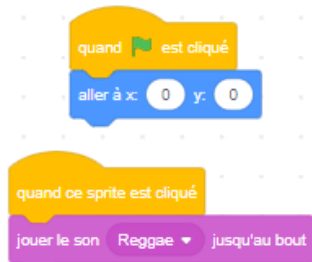 quand est cliqué
aller à x: 0 y: 0
quand ce sprite est cliqué
jouer le son Reggae jusqu'au bout